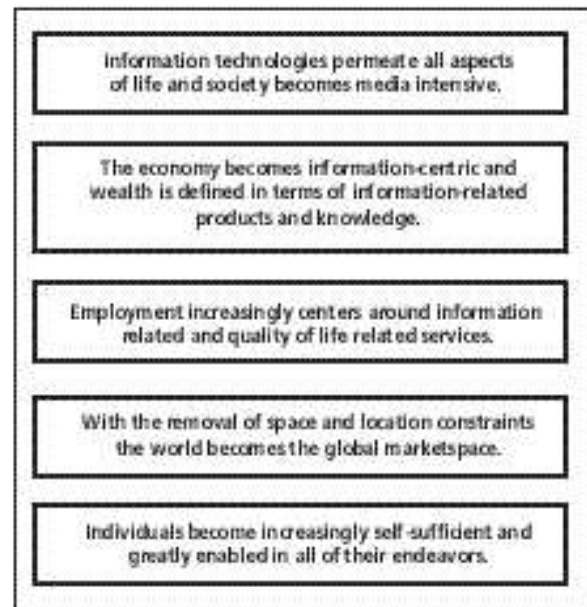 Information technologies permeate all aspects
of life and society becomes media intensive.
The economy becomes information-centric and
wealth is defined in terms of information-related
products and knowledge.
Employment increasingly centers around information
related and quality of life related services.
With the removal of space and location constraints
the world becomes the global marketspace.
Individuals become increasingly self-sufficient and
greatly enabled in all of their endeavors.